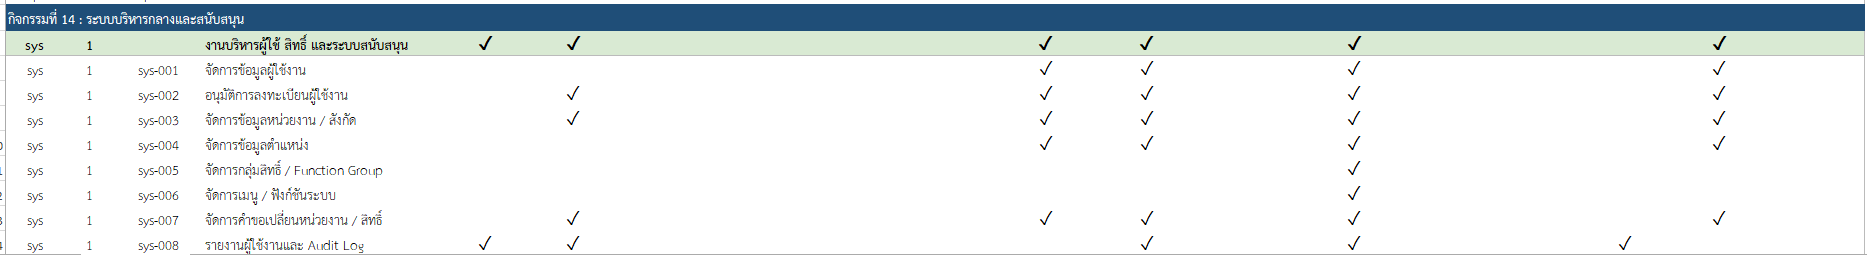 กิจกรรมที่ 14 : ระบบบริหารกลางและสนับสนุน
sys 1 งานบริหารผู้ใช้ สิทธิ์ และระบบสนับสนุน ✓ ✓ ✓ ✓ ✓ ✓
sys 1 sys-001 จัดการข้อมูลผู้ใช้งาน ✓ ✓ ✓ ✓
sys 1 sys-002 อนุมัติการลงทะเบียนผู้ใช้งาน ✓ ✓ ✓ ✓ ✓
sys 1 sys-003 จัดการข้อมูลหน่วยงาน / สังกัด ✓ ✓ ✓ ✓ ✓
sys 1 sys-004 จัดการข้อมูลตำแหน่ง ✓ ✓ ✓ ✓
sys 1 sys-005 จัดการกลุ่มสิทธิ์ / Function Group ✓
sys 1 sys-006 จัดการเมนู / ฟังก์ชันระบบ ✓
sys 1 sys-007 จัดการคำขอเปลี่ยนหน่วยงาน / สิทธิ์ ✓ ✓ ✓ ✓ ✓
sys 1 sys-008 รายงานผู้ใช้งานและ Audit Log ✓ ✓ ✓ ✓ ✓